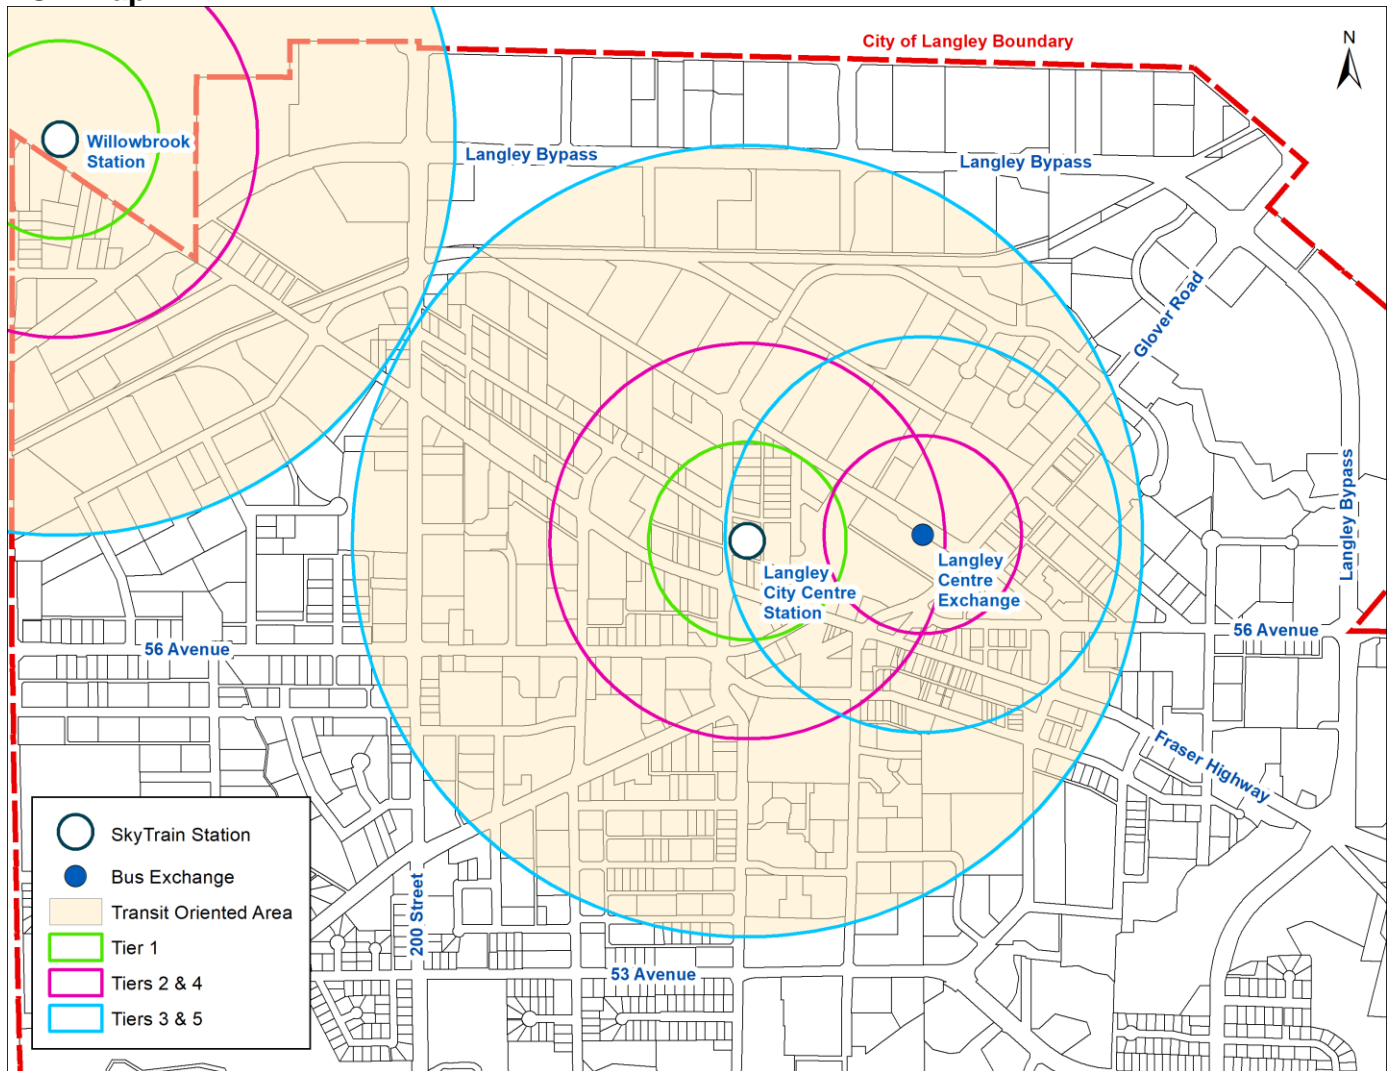 City of Langley Boundary
N
Willowbrook
Station
Langley Bypass
Langley Bypass
Glover Road
Langley Bypass
Langley
City Centre
Station
Langley
Centre
Exchange
56 Avenue
56 Avenue
Fraser Highway
200 Street
53 Avenue
SkyTrain Station
Bus Exchange
Transit Oriented Area
Tier 1
Tiers 2 & 4
Tiers 3 & 5